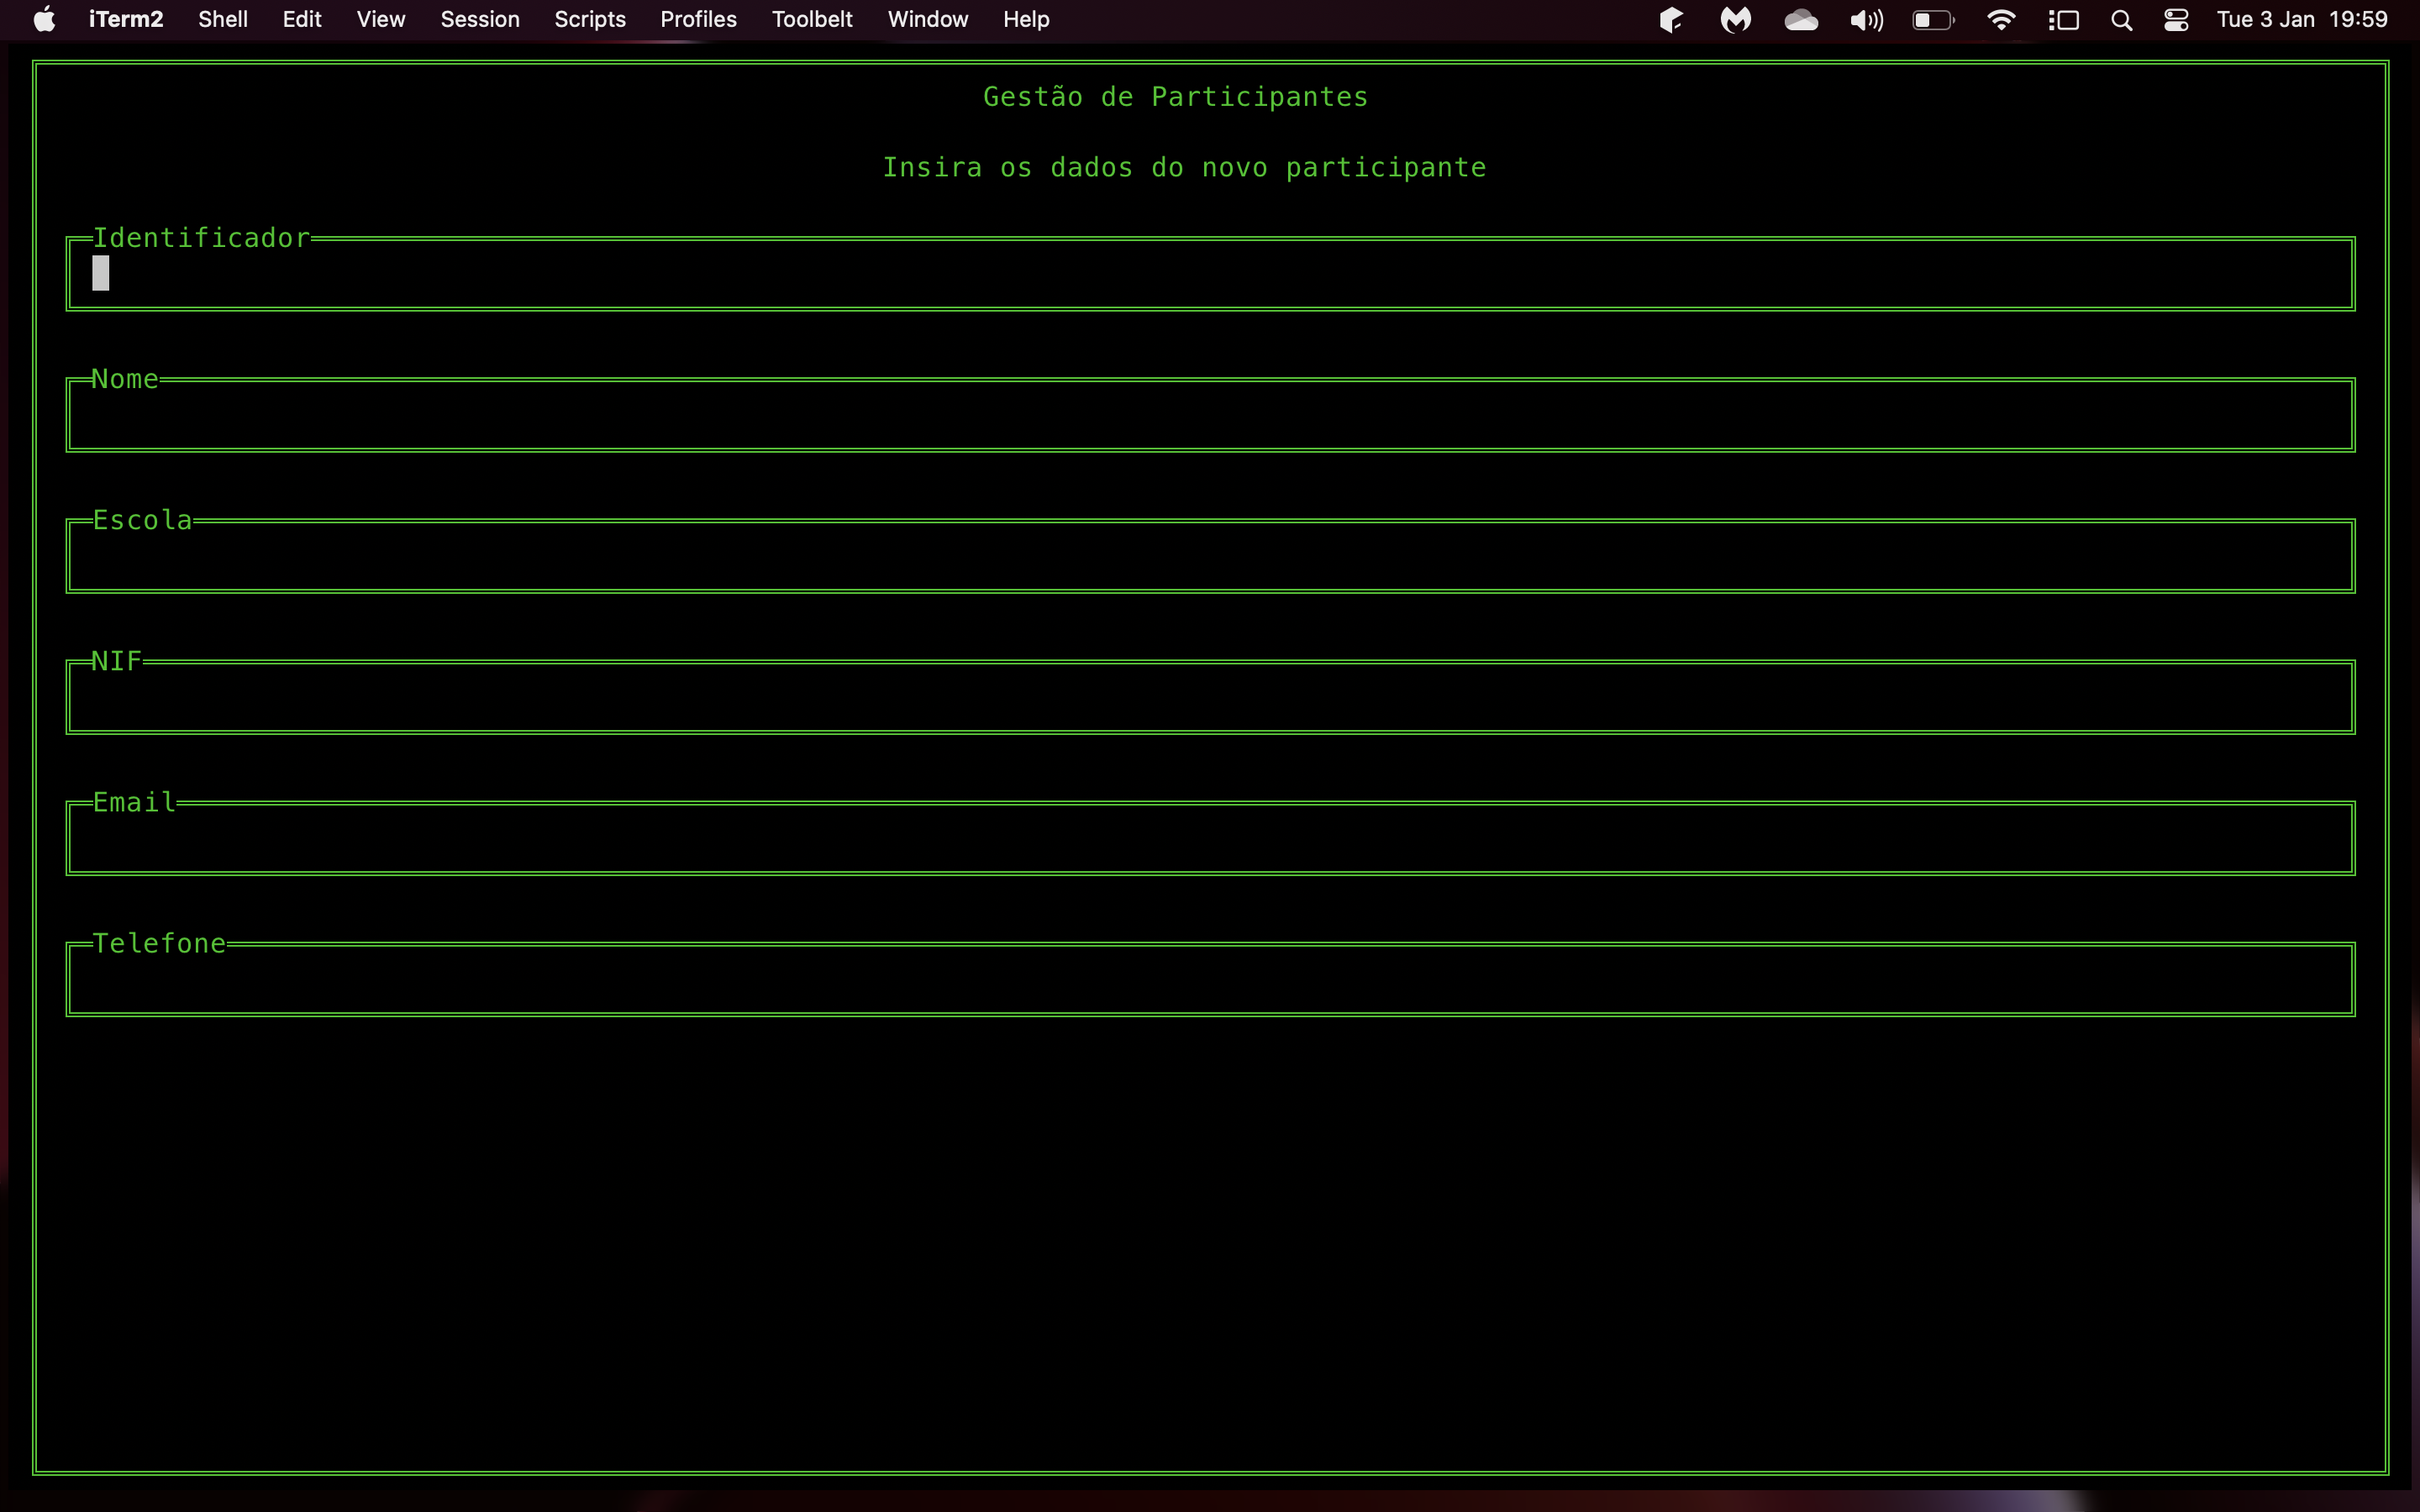 iTerm2 Shell Edit View Session Scripts Profiles Toolbelt Window Help Tue 3 Jan 19:59
Gestão de Participantes
Insira os dados do novo participante
Identificador
Nome
Escola
NIF
Email
Telefone